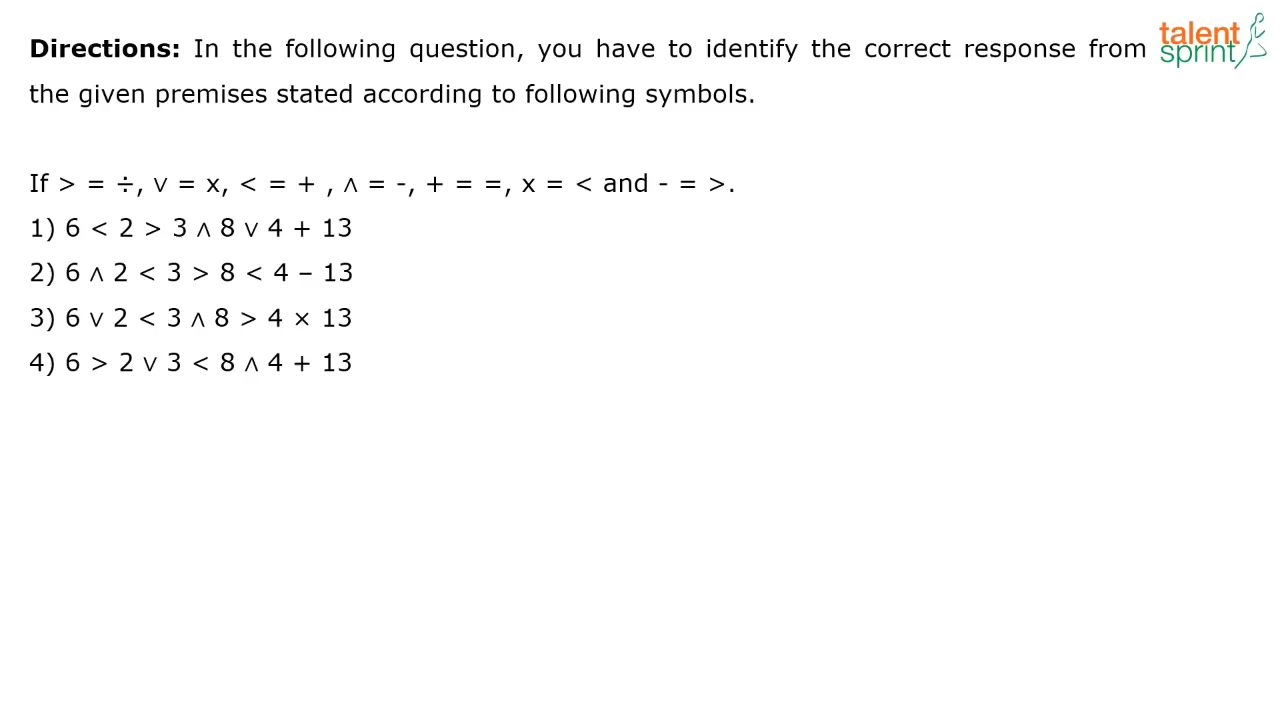 talent
sprint
Directions: In the following question, you have to identify the correct response from
the given premises stated according to following symbols.
If > = ÷, ∨ = x, < = + , ∧ = -, + = =, x = < and - = >.
1) 6 < 2 > 3 ∧ 8 ∨ 4 + 13
2) 6 ∧ 2 < 3 > 8 < 4 – 13
3) 6 ∨ 2 < 3 ∧ 8 > 4 × 13
4) 6 > 2 ∨ 3 < 8 ∧ 4 + 13